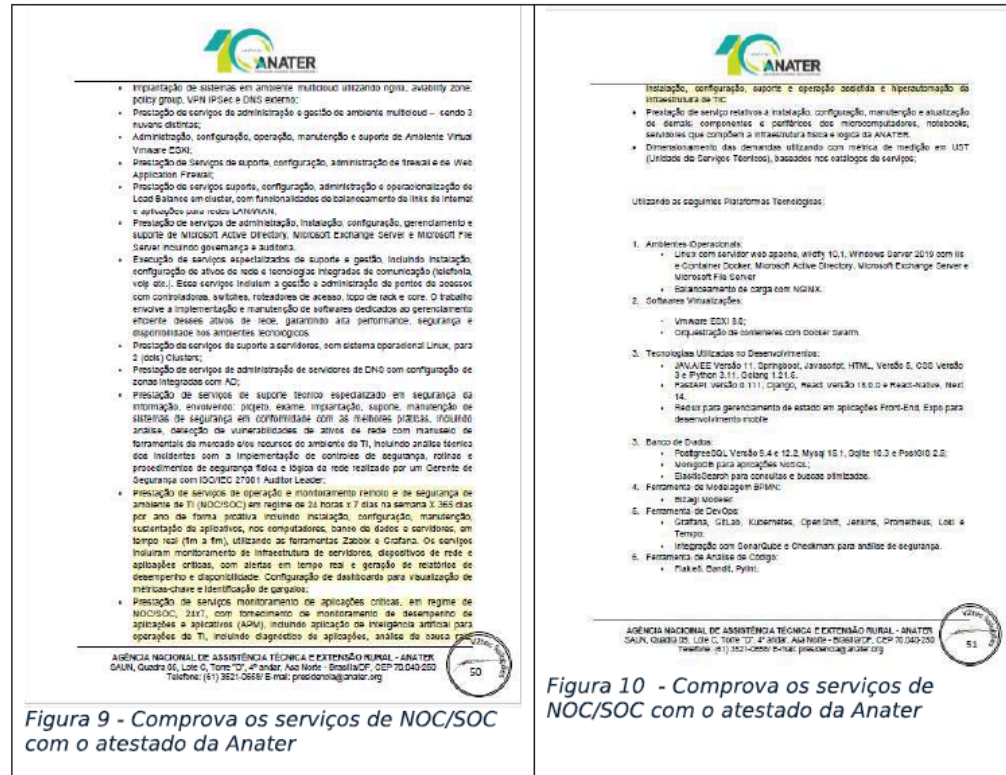 ANATER
• Implantação de sistemas em ambiente multicloud utilizando nginx, aviability zone,
policy group, VPN IPSec e DNS externo;
• Prestação de serviços de administração e gestão de ambiente multicloud – sendo 3
nuvens distintas;
• Administração, configuração, operação, manutenção e suporte de Ambiente Virtual
Vmware ESXI;
• Prestação de Serviços de suporte, configuração, administração de firewall e de Web
Application Firewall;
• Prestação de serviços suporte, configuração, administração e operacionalização de
Load Balance em cluster, com funcionalidades de balanceamento de links de internet
e aplicações para redes LAN/WAN;
• Prestação de serviços de administração, instalação, configuração, gerenciamento e
suporte de Microsoft Active Directory, Microsoft Exchange Server e Microsoft File
Server incluindo governança e auditoria.
• Execução de serviços especializados de suporte e gestão, incluindo instalação,
configuração de ativos de rede e tecnologias integradas de comunicação (telefonia,
voip etc.). Esse serviços incluem a gestão e administração de pontos de acessos
com controladoras, switches, roteadores de acesso, topo de rack e core. O trabalho
envolve a implementação e manutenção de softwares dedicados ao gerenciamento
eficiente desses ativos de rede, garantindo alta performance, segurança e
disponibilidade nos ambientes tecnológicos.
• Prestação de serviços de suporte a servidores, com sistema operacional Linux, para
2 (dois) Clusters;
• Prestação de serviços de administração de servidores de DNS com configuração de
zonas integradas com AD;
• Prestação de serviços de suporte técnico especializado em segurança da
informação, envolvendo: projeto, exame, implantação, suporte, manutenção de
sistemas de segurança em conformidade com as melhores práticas, incluindo
análise, detecção de vulnerabilidades de ativos de rede com manuseio de
ferramentais de mercado e/ou recursos do ambiente de TI, incluindo análise técnica
dos incidentes com a implementação de controles de segurança, rotinas e
procedimentos de segurança física e lógica da rede realizado por um Gerente de
Segurança com ISO/IEC 27001 Auditor Leader;
• Prestação de serviços de operação e monitoramento remoto e de segurança de
ambiente de TI (NOC/SOC) em regime de 24 horas x 7 dias na semana X 365 dias
por ano de forma proativa incluindo instalação, configuração, manutenção,
sustentação de aplicativos, nos computadores, banco de dados e servidores, em
tempo real (fim a fim), utilizando as ferramentas Zabbix e Grafana. Os serviços
incluíram monitoramento de infraestrutura de servidores, dispositivos de rede e
aplicações críticas, com alertas em tempo real e geração de relatórios de
desempenho e disponibilidade. Configuração de dashboards para visualização de
métricas-chave e identificação de gargalos;
• Prestação de serviços monitoramento de aplicações críticas, em regime de
NOC/SOC, 24x7, com fornecimento de monitoramento de desempenho de
aplicações e aplicativos (APM), incluindo aplicação de inteligência artificial para
operações de TI, incluindo diagnóstico de aplicações, análise de causa
AGÊNCIA NACIONAL DE ASSISTÊNCIA TÉCNICA E EXTENSÃO RURAL - ANATER
SAUN, Quadra 05, Lote C, Torre "D", 4º andar, Asa Norte - Brasília/DF, CEP 70.040-250
Telefone: (61) 3521-0658/ E-mail: presidencia@anater.org
50
Figura 9 - Comprova os serviços de NOC/SOC
com o atestado da Anater
ANATER
instalação, configuração, suporte e operação assistida e hiperautomação da
infraestrutura de TIC
• Prestação de serviço relativos a instalação, configuração, manutenção e atualização
de demais componentes e periféricos dos microcomputadores, notebooks,
servidores que compõem a infraestrutura física e lógica da ANATER.
• Dimensionamento das demandas utilizando com métrica de medição em UST
(Unidade de Serviços Técnicos), baseados nos catálogos de serviços;
Utilizando as seguintes Plataformas Tecnológicas:
1. Ambientes Operacionais:
• Linux com servidor web apache, wildfly 10.1, Windows Server 2019 com iis
e Container Docker, Microsoft Active Directory, Microsoft Exchange Server e
Microsoft File Server
• Balanceamento de carga com NGINX.
2. Softwares Virtualizações:
• Vmware ESXI 8.0;
• Orquestração de conteineres com Docker Swarm.
3. Tecnologias Utilizadas no Desenvolvimentos:
• JAVA/EE Versão 11, Springboot, Javascript, HTML, Versão 5, CSS Versão
3 e Python 3.11, Golang 1.21.6.
• FastAPI Versão 0.111, Django, React Versão 18.0.0 e React-Native, Next
14.
• Redux para gerenciamento de estado em aplicações Front-End, Expo para
desenvolvimento mobile
3. Banco de Dados:
• PostgreSQL Versão 9.4 e 12.2, Mysql 15.1, Sqlite 10.3 e PostGIS 2.5;
• MongoDB para aplicações NoSQL;
• ElasticSearch para consultas e buscas otimizadas.
4. Ferramenta de Modelagem BPMN:
• Bizagi Modeler.
5. Ferramenta de DevOps:
• Grafana, GitLab, Kubernetes, OpenShift, Jenkins, Prometheus, Loki e
Tempo;
• Integração com SonarQube e Checkmarx para análise de segurança.
6. Ferramenta de Análise de Código:
• Flake8, Bandit, Pylint.
AGÊNCIA NACIONAL DE ASSISTÊNCIA TÉCNICA E EXTENSÃO RURAL - ANATER
SAUN, Quadra 05, Lote C, Torre "D", 4º andar, Asa Norte - Brasília/DF, CEP 70.040-250
Telefone: (61) 3521-0658/ E-mail: presidencia@anater.org
51
Figura 10 - Comprova os serviços de
NOC/SOC com o atestado da Anater